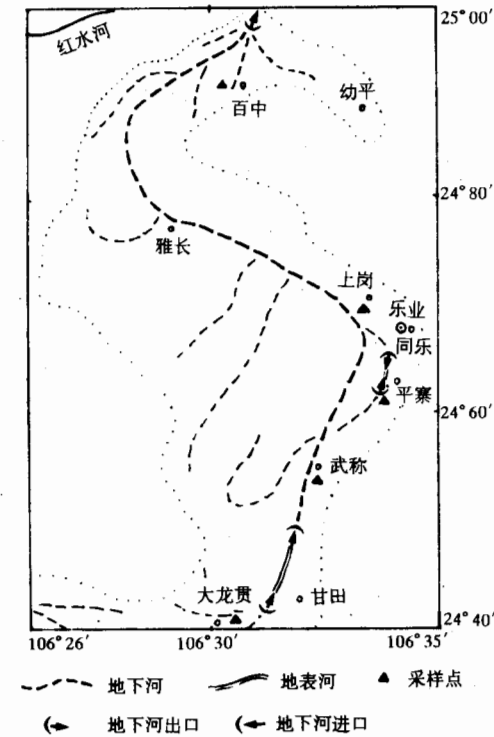 25°00′
红水河
幼平
百中
24°80′
雅长
上岗
乐业
同乐
平寨
24°60′
武称
大龙贯
甘田
24°40′
106°26′ 106°30′ 106°35′
地下河 地表河 采样点
地下河出口 地下河进口